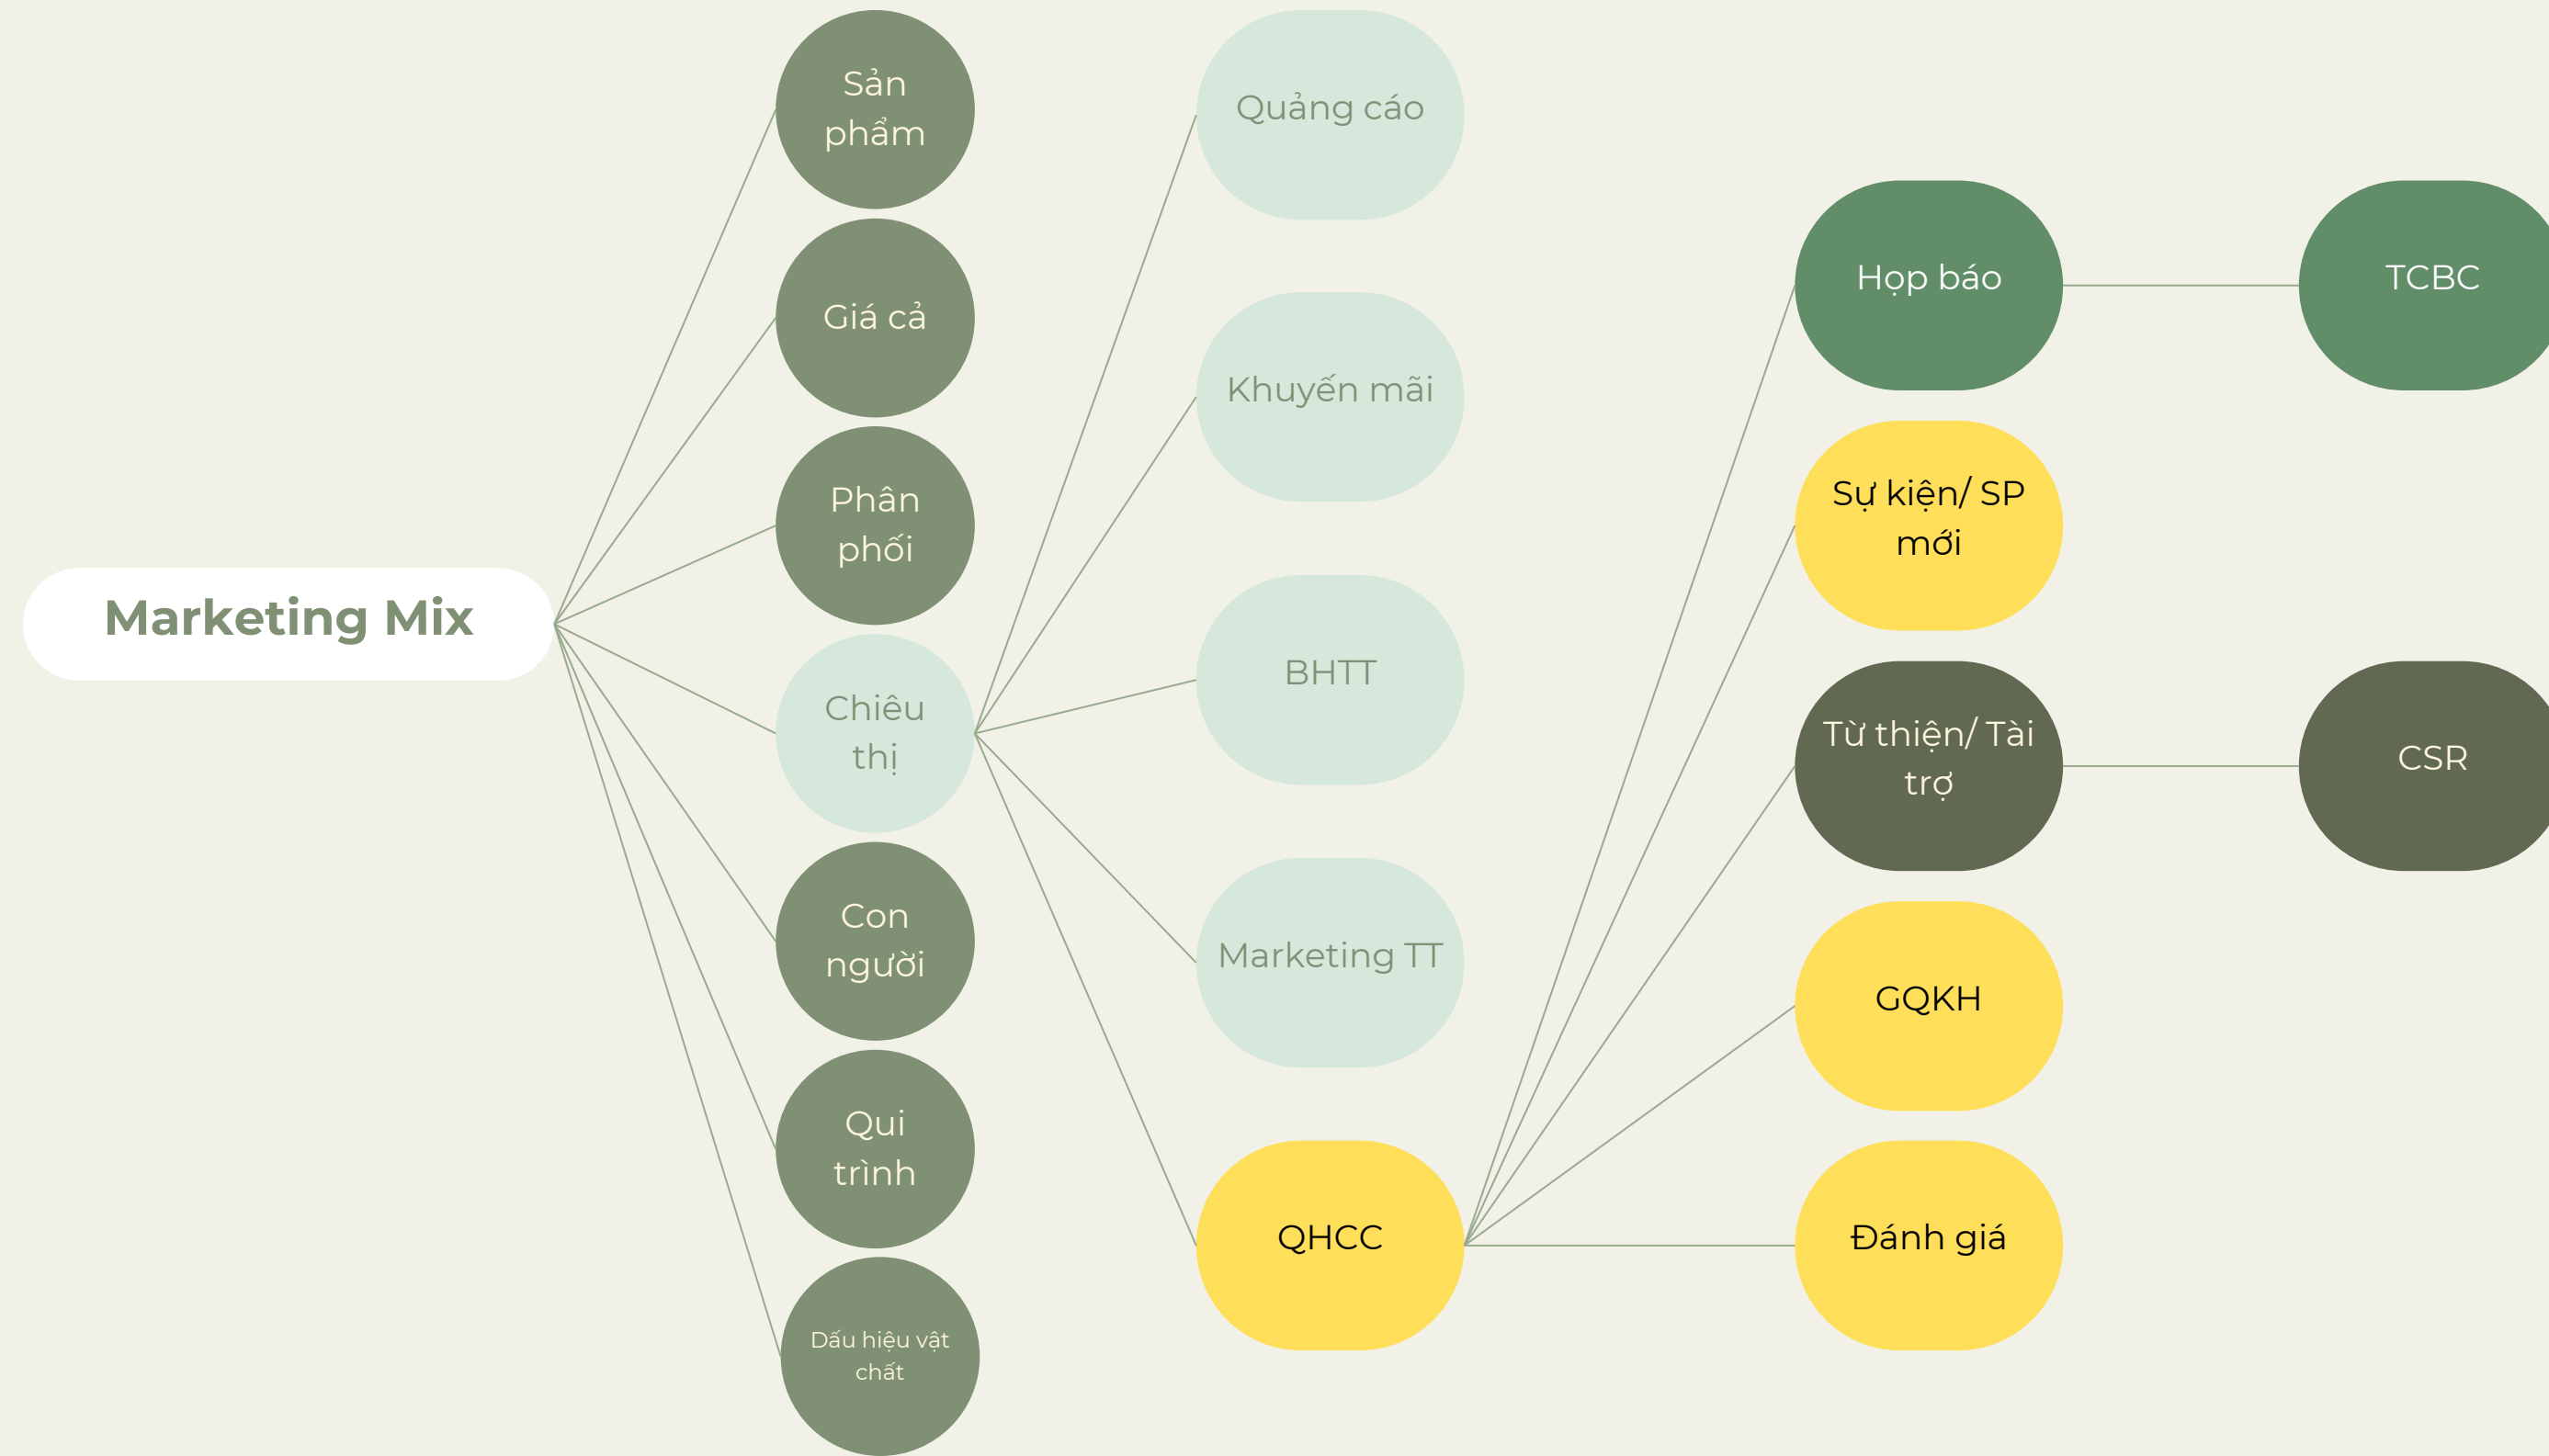 Marketing Mix
Sản
phẩm
Giá cả
Phân
phối
Chiêu
thị
Con
người
Qui
trình
Dấu hiệu vật
chất
Quảng cáo
Khuyến mãi
BHTT
Marketing TT
QHCC
Họp báo
Sự kiện/ SP
mới
Từ thiện/ Tài
trợ
GQKH
Đánh giá
TCBC
CSR